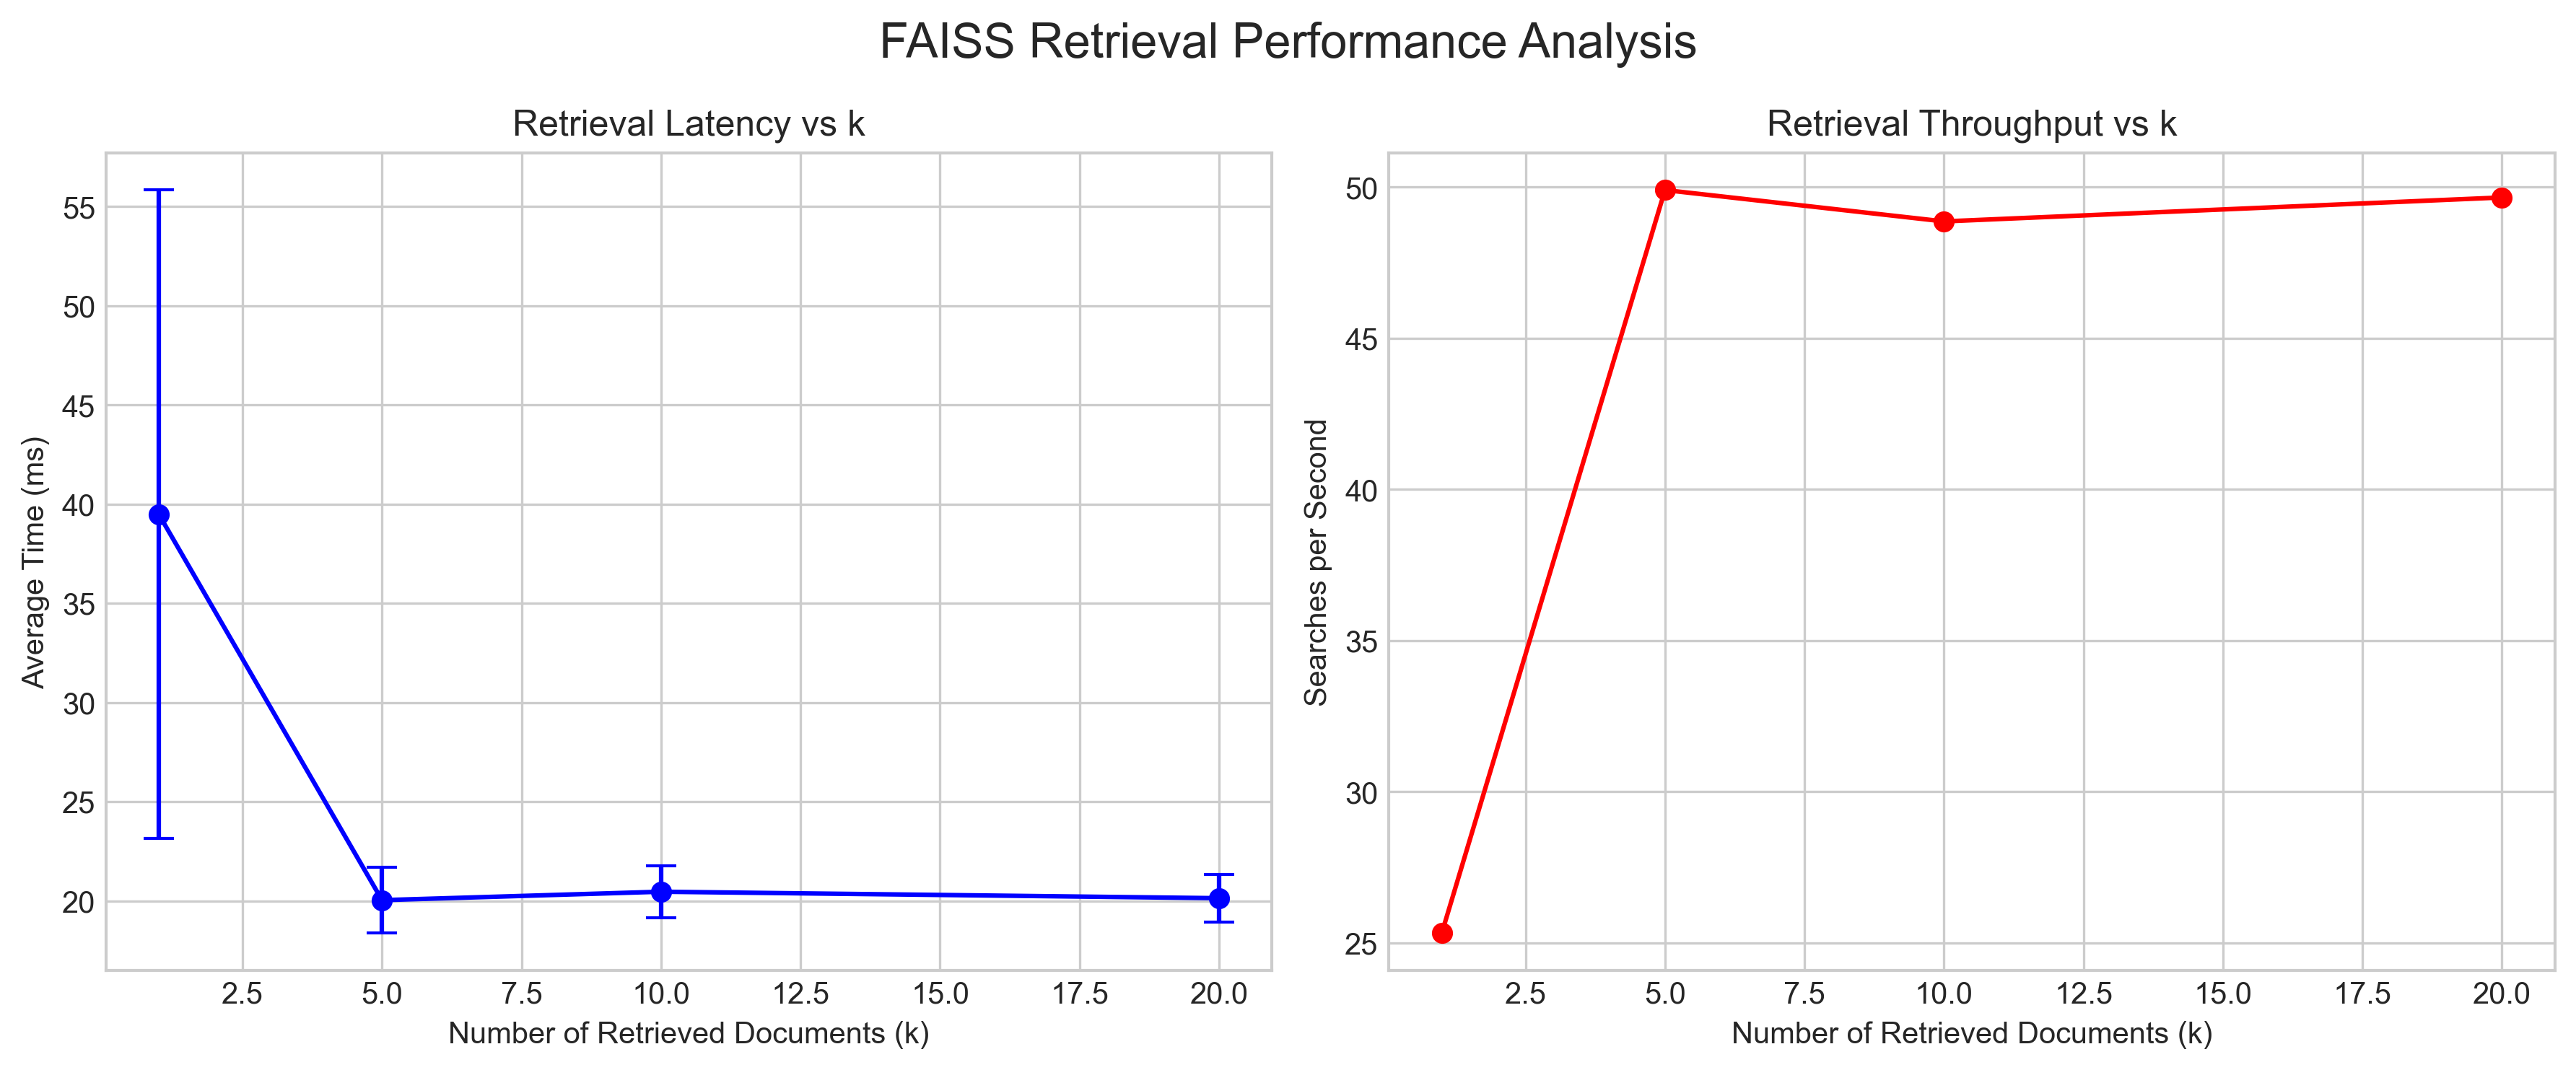 FAISS Retrieval Performance Analysis
Retrieval Latency vs k
55
50
45
40
35
30
25
20
Average Time (ms)
2.5 5.0 7.5 10.0 12.5 15.0 17.5 20.0
Number of Retrieved Documents (k)
Retrieval Throughput vs k
50
45
40
35
30
25
Searches per Second
2.5 5.0 7.5 10.0 12.5 15.0 17.5 20.0
Number of Retrieved Documents (k)